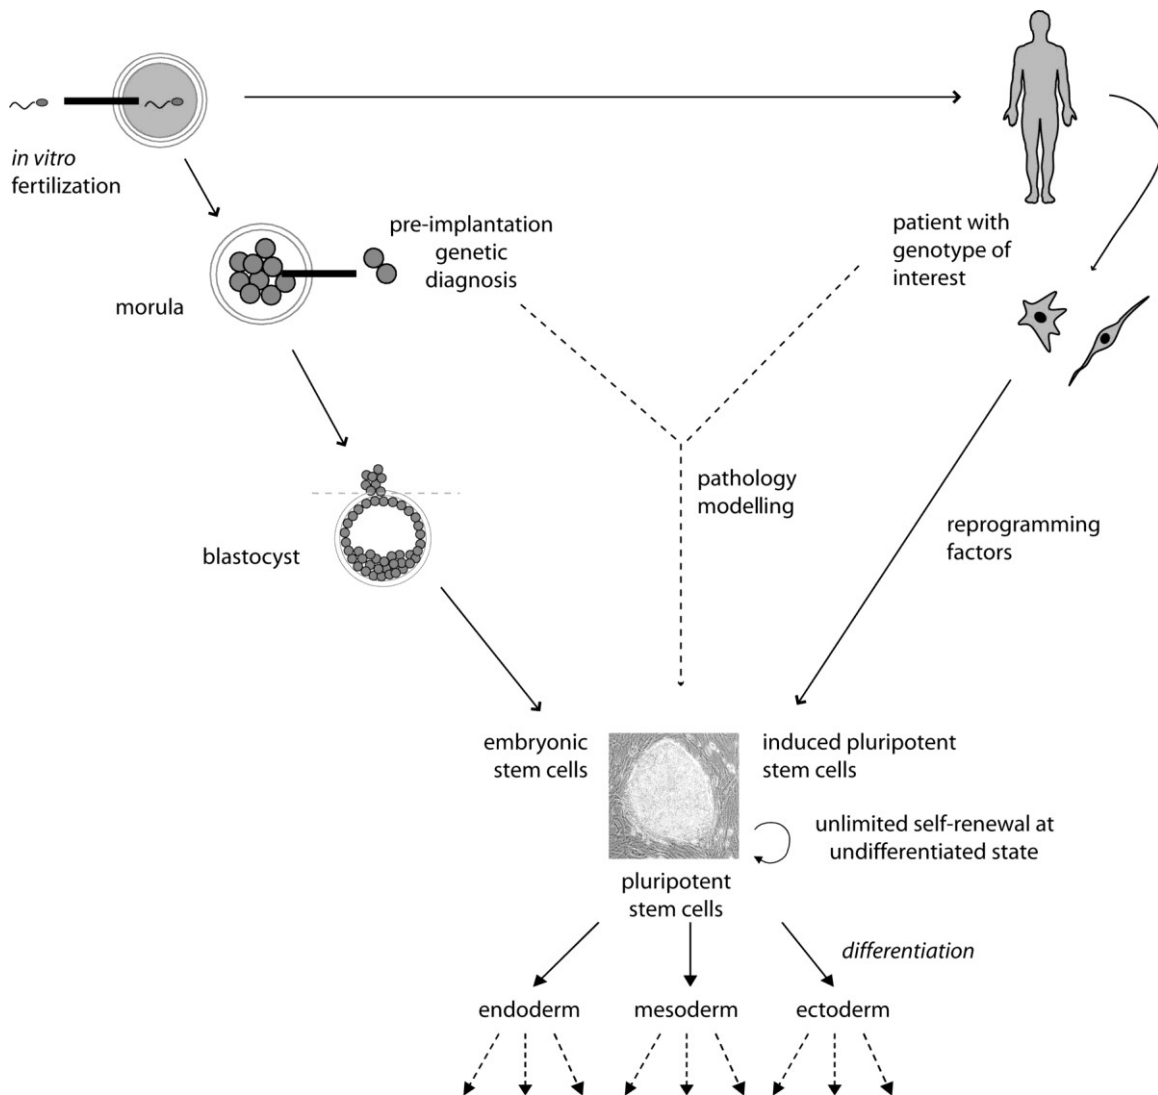 in vitro
fertilization
pre-implantation
genetic
diagnosis
patient with
genotype of
interest
morula
pathology
modelling
reprogramming
factors
blastocyst
embryonic
stem cells
induced pluripotent
stem cells
unlimited self-renewal at
undifferentiated state
pluripotent
stem cells
differentiation
endoderm
mesoderm
ectoderm